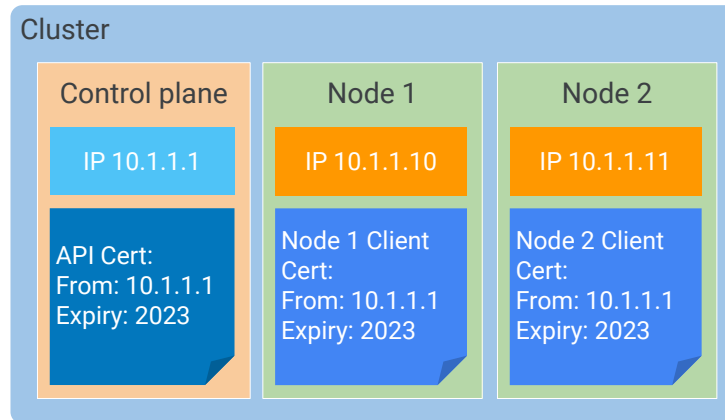 Cluster
Control plane
IP 10.1.1.1
API Cert:
From: 10.1.1.1
Expiry: 2023
Node 1
IP 10.1.1.10
Node 1 Client
Cert:
From: 10.1.1.1
Expiry: 2023
Node 2
IP 10.1.1.11
Node 2 Client
Cert:
From: 10.1.1.1
Expiry: 2023